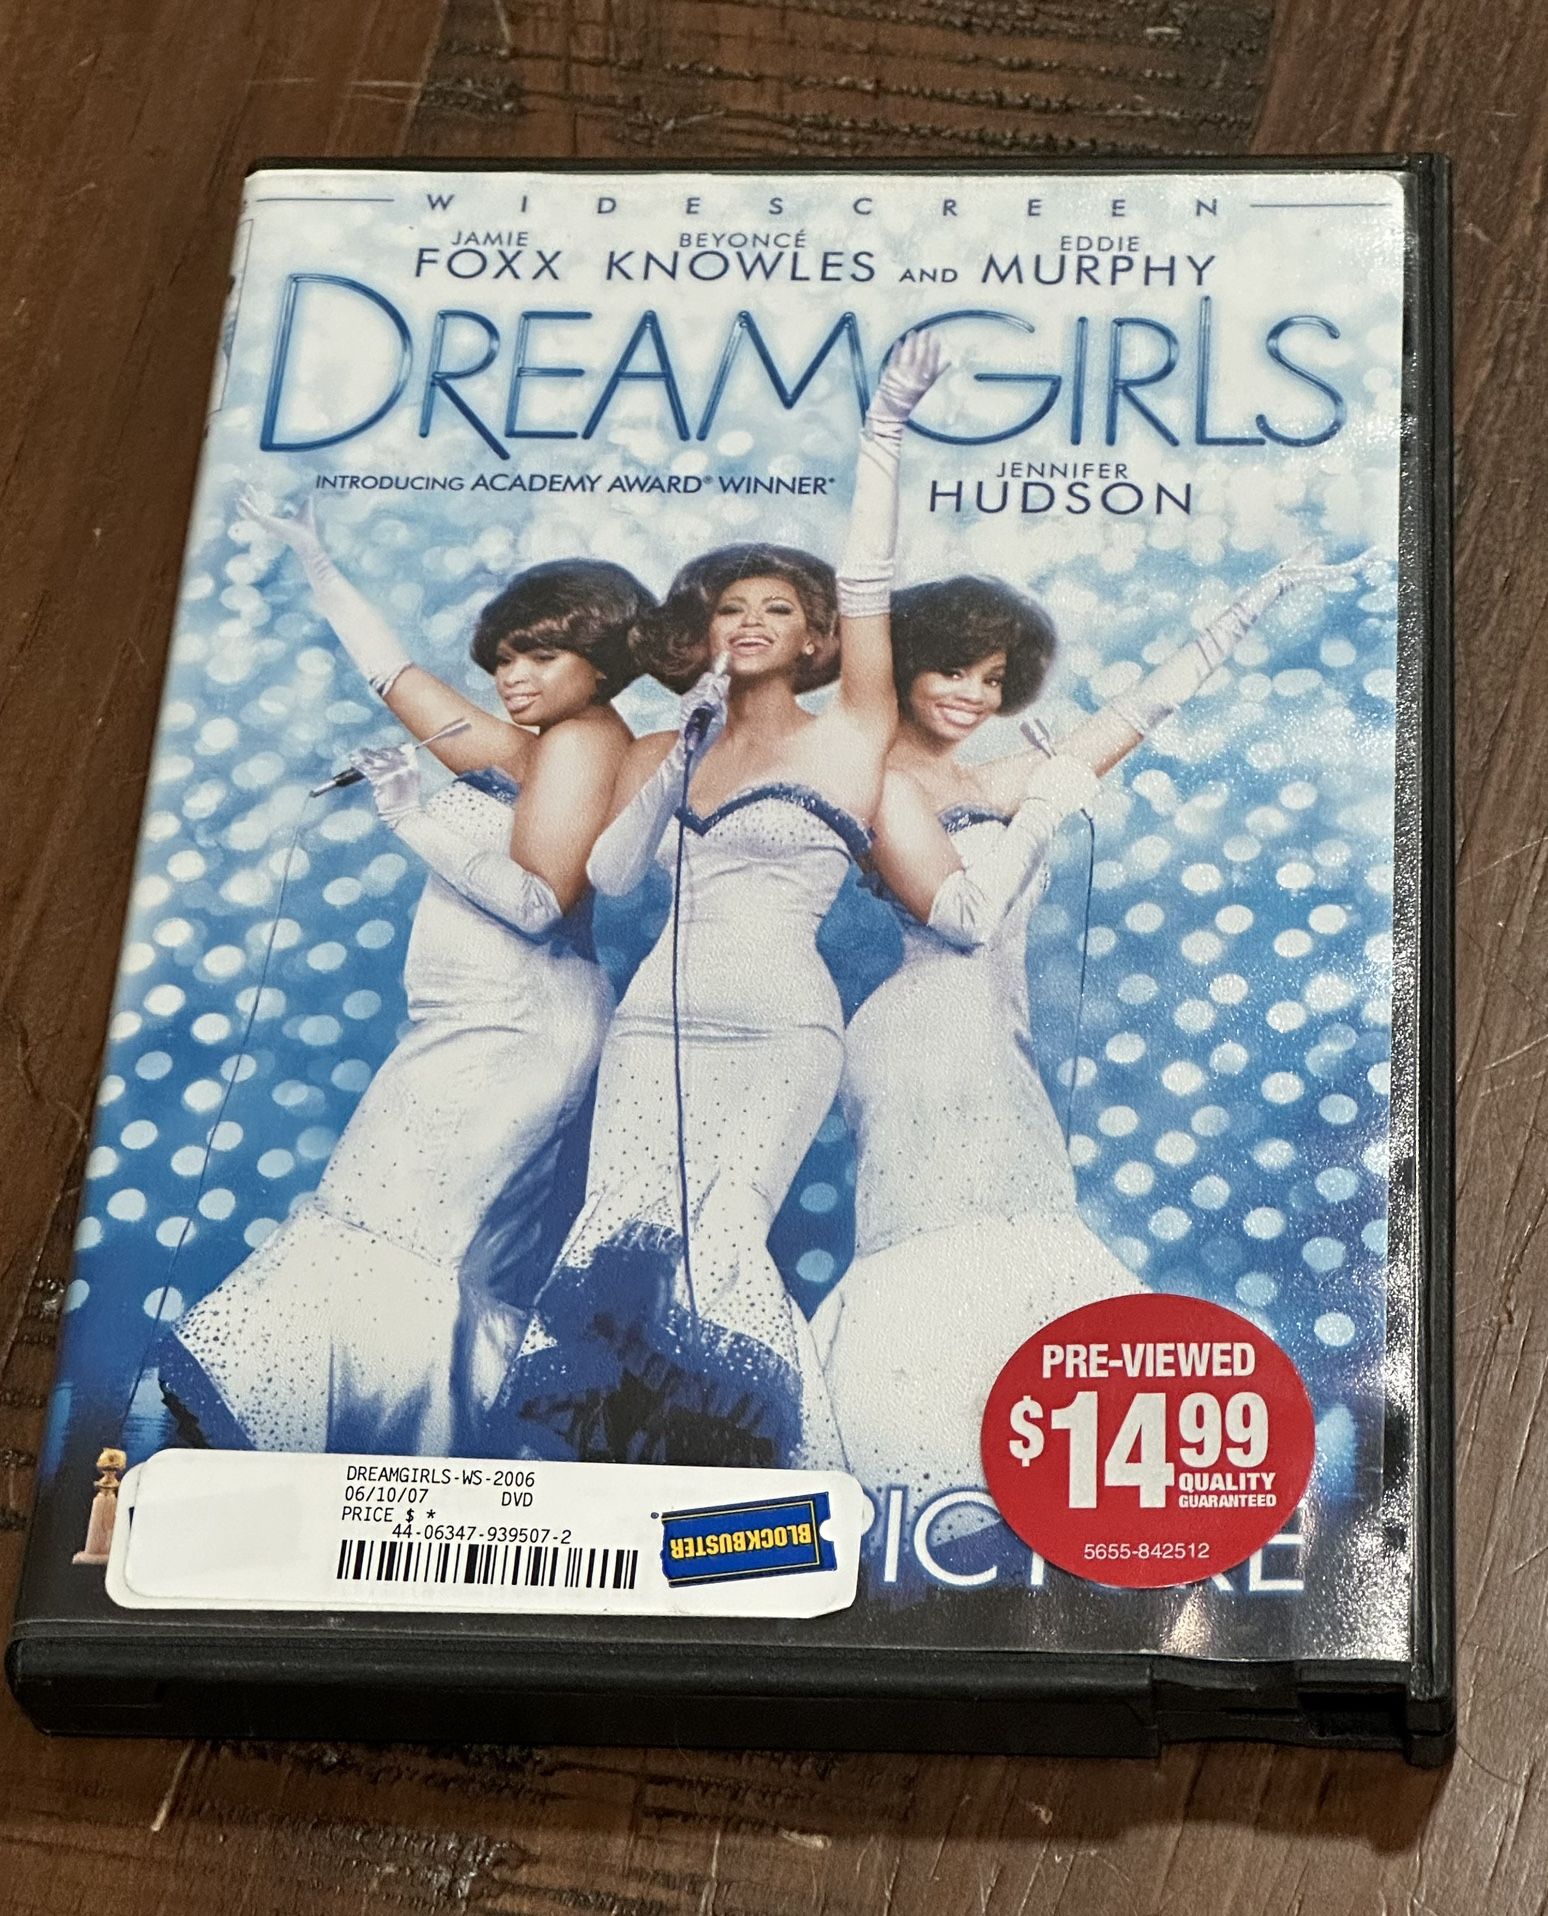 WIDESCREEN
JAMIE FOXX BEYONCÉ KNOWLES AND EDDIE MURPHY
DREAMGIRLS
INTRODUCING ACADEMY AWARD® WINNER* JENNIFER HUDSON
PRE-VIEWED
$14.99
QUALITY
GUARANTEED
5655-842512
DREAMGIRLS-WS-2006
06/10/07 DVD
PRICE $ *
44-06347-939507-2
BLOCKBUSTER